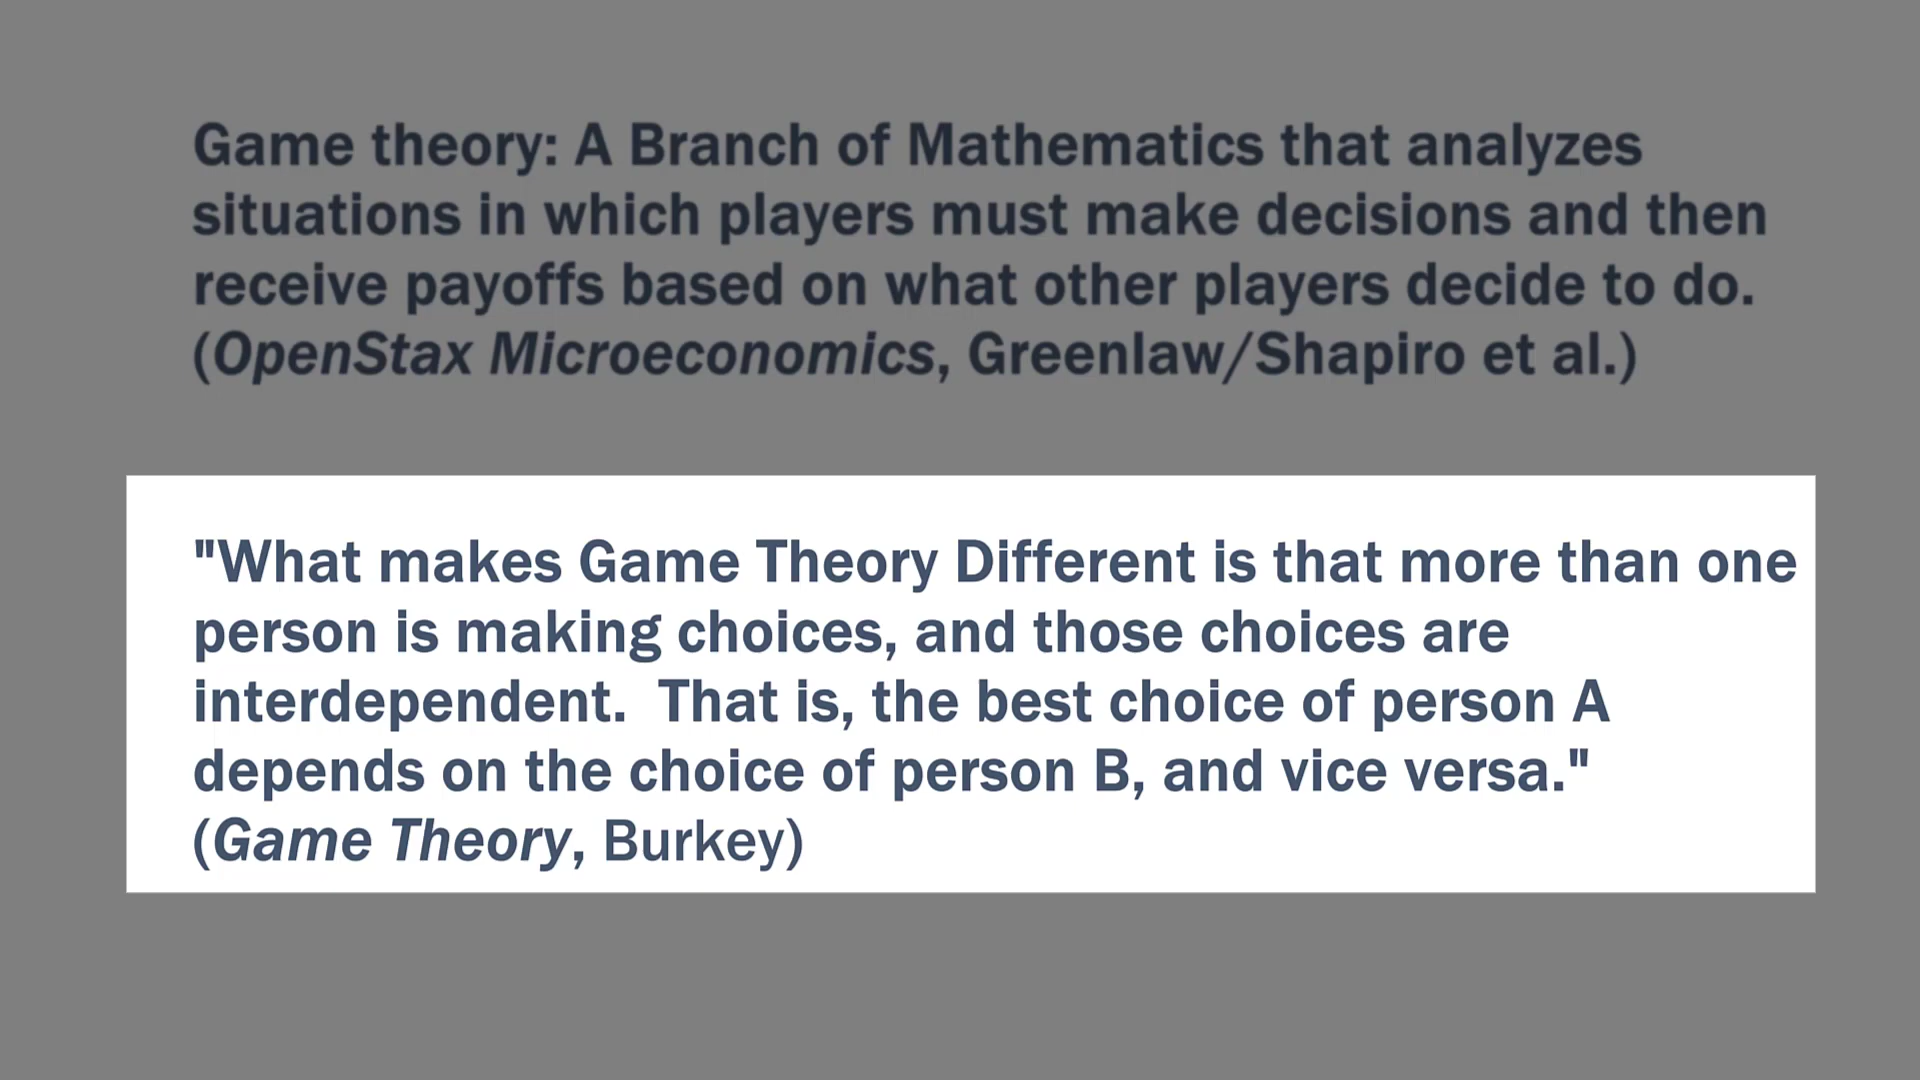 Game theory: A Branch of Mathematics that analyzes
situations in which players must make decisions and then
receive payoffs based on what other players decide to do.
(OpenStax Microeconomics, Greenlaw/Shapiro et al.)
"What makes Game Theory Different is that more than one
person is making choices, and those choices are
interdependent.  That is, the best choice of person A
depends on the choice of person B, and vice versa."
(Game Theory, Burkey)